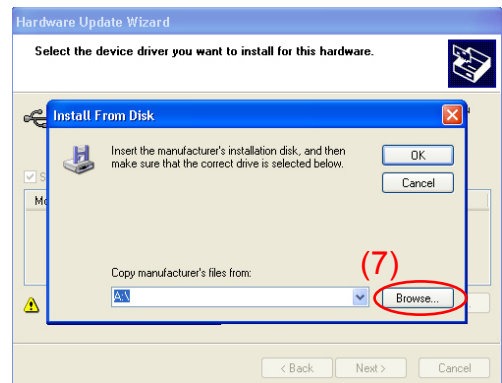 Hardware Update Wizard
Select the device driver you want to install for this hardware.
Install From Disk
Insert the manufacturer's installation disk, and then
make sure that the correct drive is selected below.
OK
Cancel
S
Mo
Copy manufacturer's files from:
(7)
A:\
Browse...
< Back
Next >
Cancel